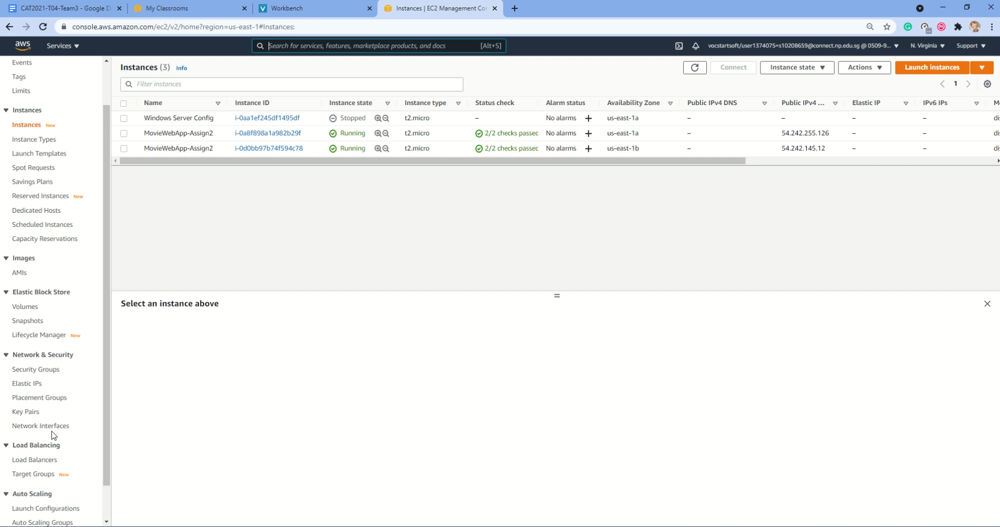 CAT2021-T04-Team3 - Google D
My Classrooms
Workbench
Instances | EC2 Management Cor
console.aws.amazon.com/ec2/v2/home?region=us-east-1#Instances:
aws
Services
Search for services, features, marketplace products, and docs
[Alt+S]
vocstartsoft/user1374075=s10208659@connect.np.edu.sg @ 0509-9...
N. Virginia
Support
Events
Tags
Limits
Instances
Instances New
Instance Types
Launch Templates
Spot Requests
Savings Plans
Reserved Instances New
Dedicated Hosts
Scheduled Instances
Capacity Reservations
Images
AMIs
Elastic Block Store
Volumes
Snapshots
Lifecycle Manager New
Network & Security
Security Groups
Elastic IPs
Placement Groups
Key Pairs
Network Interfaces
Load Balancing
Load Balancers
Target Groups New
Auto Scaling
Launch Configurations
Auto Scaling Groups
Instances (3) Info
Connect
Instance state
Actions
Launch instances
Filter instances
1
Name Instance ID Instance state Instance type Status check Alarm status Availability Zone Public IPv4 DNS Public IPv4 ... Elastic IP IPv6 IPs M
Windows Server Config i-0aa1ef245df1495df Stopped t2.micro – No alarms + us-east-1a – – – – di
MovieWebApp-Assign2 i-0a8f898a1a982b29f Running t2.micro 2/2 checks passec No alarms + us-east-1a – 54.242.255.126 – – di
MovieWebApp-Assign2 i-0d0bb97b74f594c78 Running t2.micro 2/2 checks passec No alarms + us-east-1b – 54.242.145.12 – – di
Select an instance above